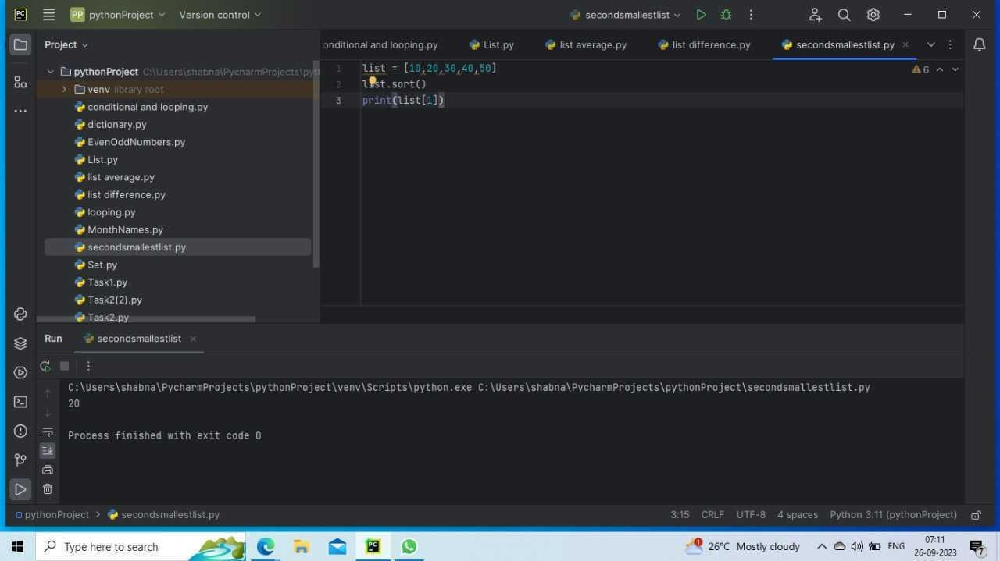 PC
PP pythonProject
Version control
secondsmallestlist
Project
onditional and looping.py
List.py
list average.py
list difference.py
secondsmallestlist.py
pythonProject C:\Users\shabna\PycharmProjects\pyt
venv library root
conditional and looping.py
dictionary.py
EvenOddNumbers.py
List.py
list average.py
list difference.py
looping.py
MonthNames.py
secondsmallestlist.py
Set.py
Task1.py
Task2(2).py
Task2.py
1 list = [10,20,30,40,50]
2 list.sort()
3 print(list[1])
6
Run
secondsmallestlist
C:\Users\shabna\PycharmProjects\pythonProject\venv\Scripts\python.exe C:\Users\shabna\PycharmProjects\pythonProject\secondsmallestlist.py
20
Process finished with exit code 0
pythonProject > secondsmallestlist.py
3:15 CRLF UTF-8 4 spaces Python 3.11 (pythonProject)
Type here to search
PC
1
26°C Mostly cloudy
ENG
07:11
26-09-2023
7